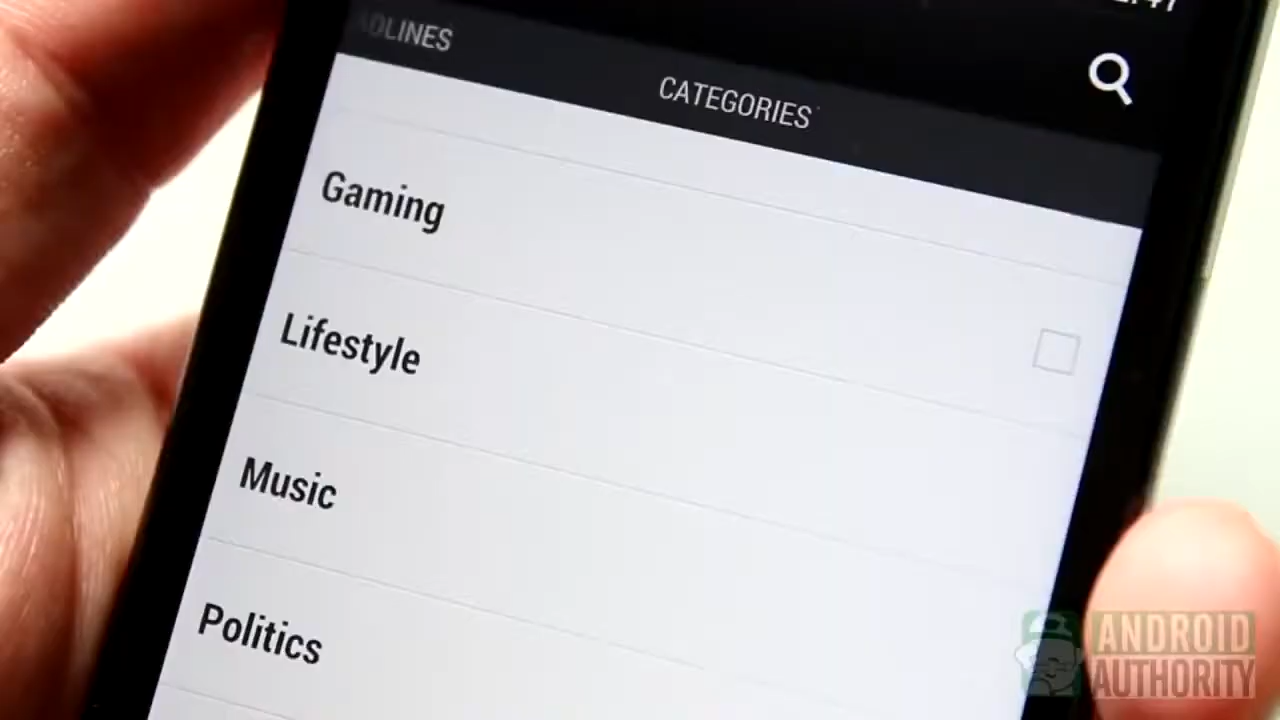 CATEGORIES
Gaming
Lifestyle
Music
Politics
ANDROID
AUTHORITY